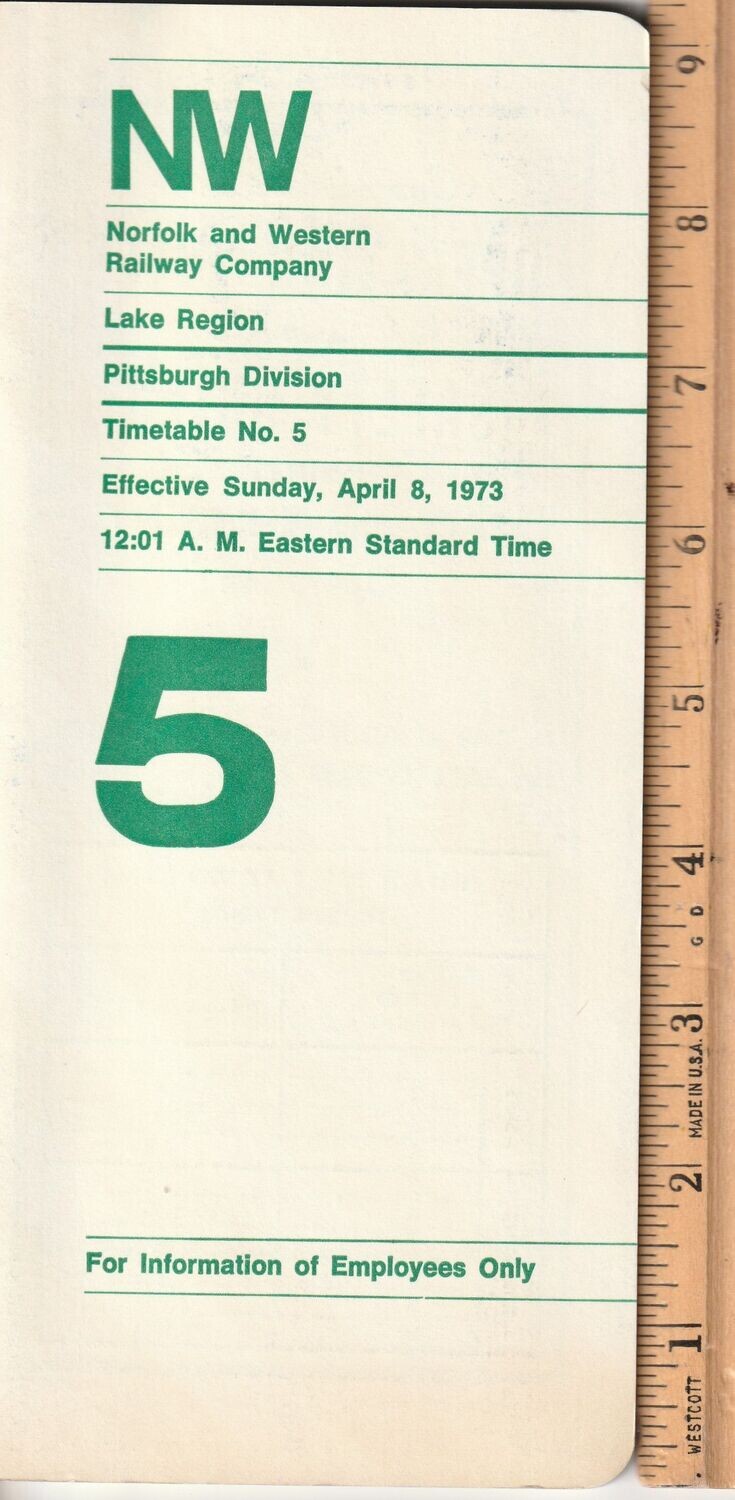 NW
Norfolk and Western
Railway Company
Lake Region
Pittsburgh Division
Timetable No. 5
Effective Sunday, April 8, 1973
12:01 A. M. Eastern Standard Time
5
For Information of Employees Only
9
8
7
6
5
4
G D
3
MADE IN U.S.A.
2
1
WESTCOTT